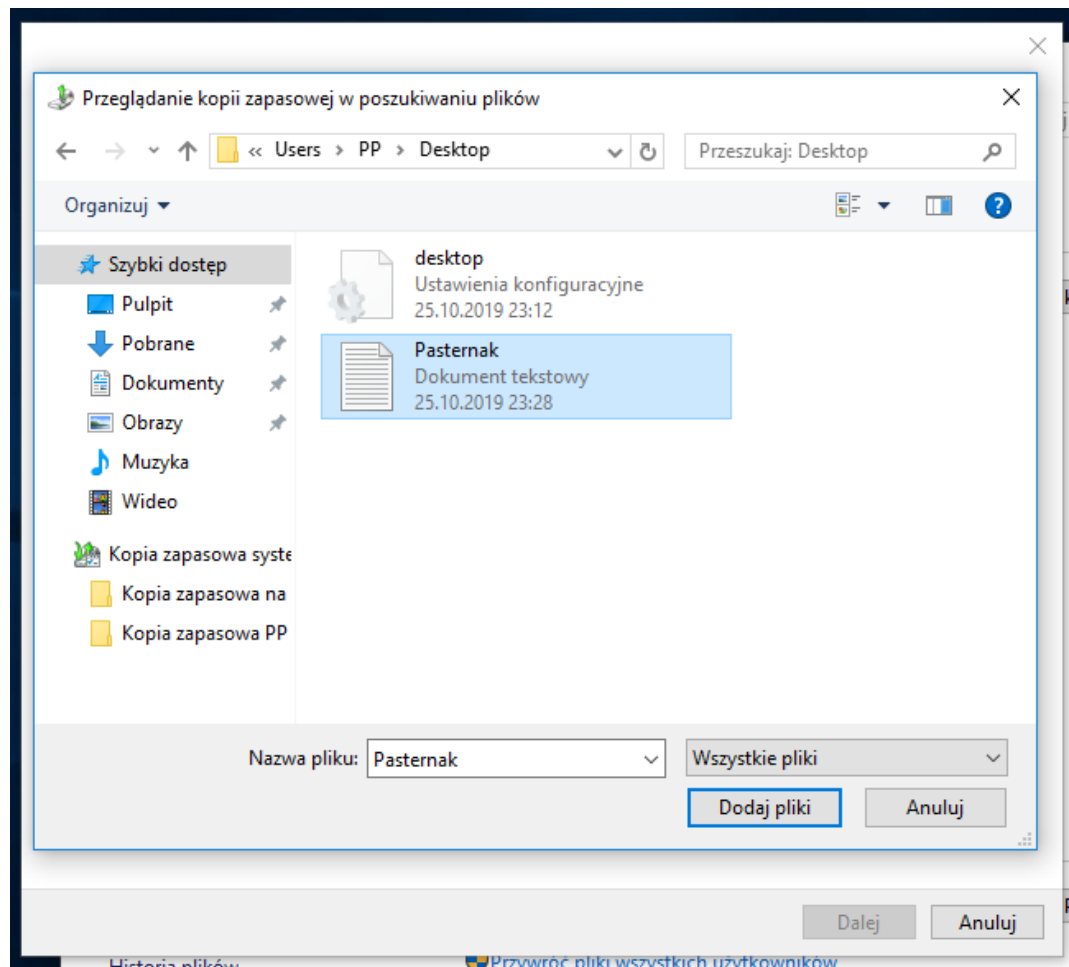 Przeglądanie kopii zapasowej w poszukiwaniu plików
« Users > PP > Desktop
Przeszukaj: Desktop
Organizuj
Szybki dostęp
Pulpit
Pobrane
Dokumenty
Obrazy
Muzyka
Wideo
Kopia zapasowa syste
Kopia zapasowa na
Kopia zapasowa PP
desktop
Ustawienia konfiguracyjne
25.10.2019 23:12
Pasternak
Dokument tekstowy
25.10.2019 23:28
Nazwa pliku: Pasternak
Wszystkie pliki
Dodaj pliki
Anuluj
Dalej
Anuluj
Historia plików
Przywróć pliki wszystkich użytkowników